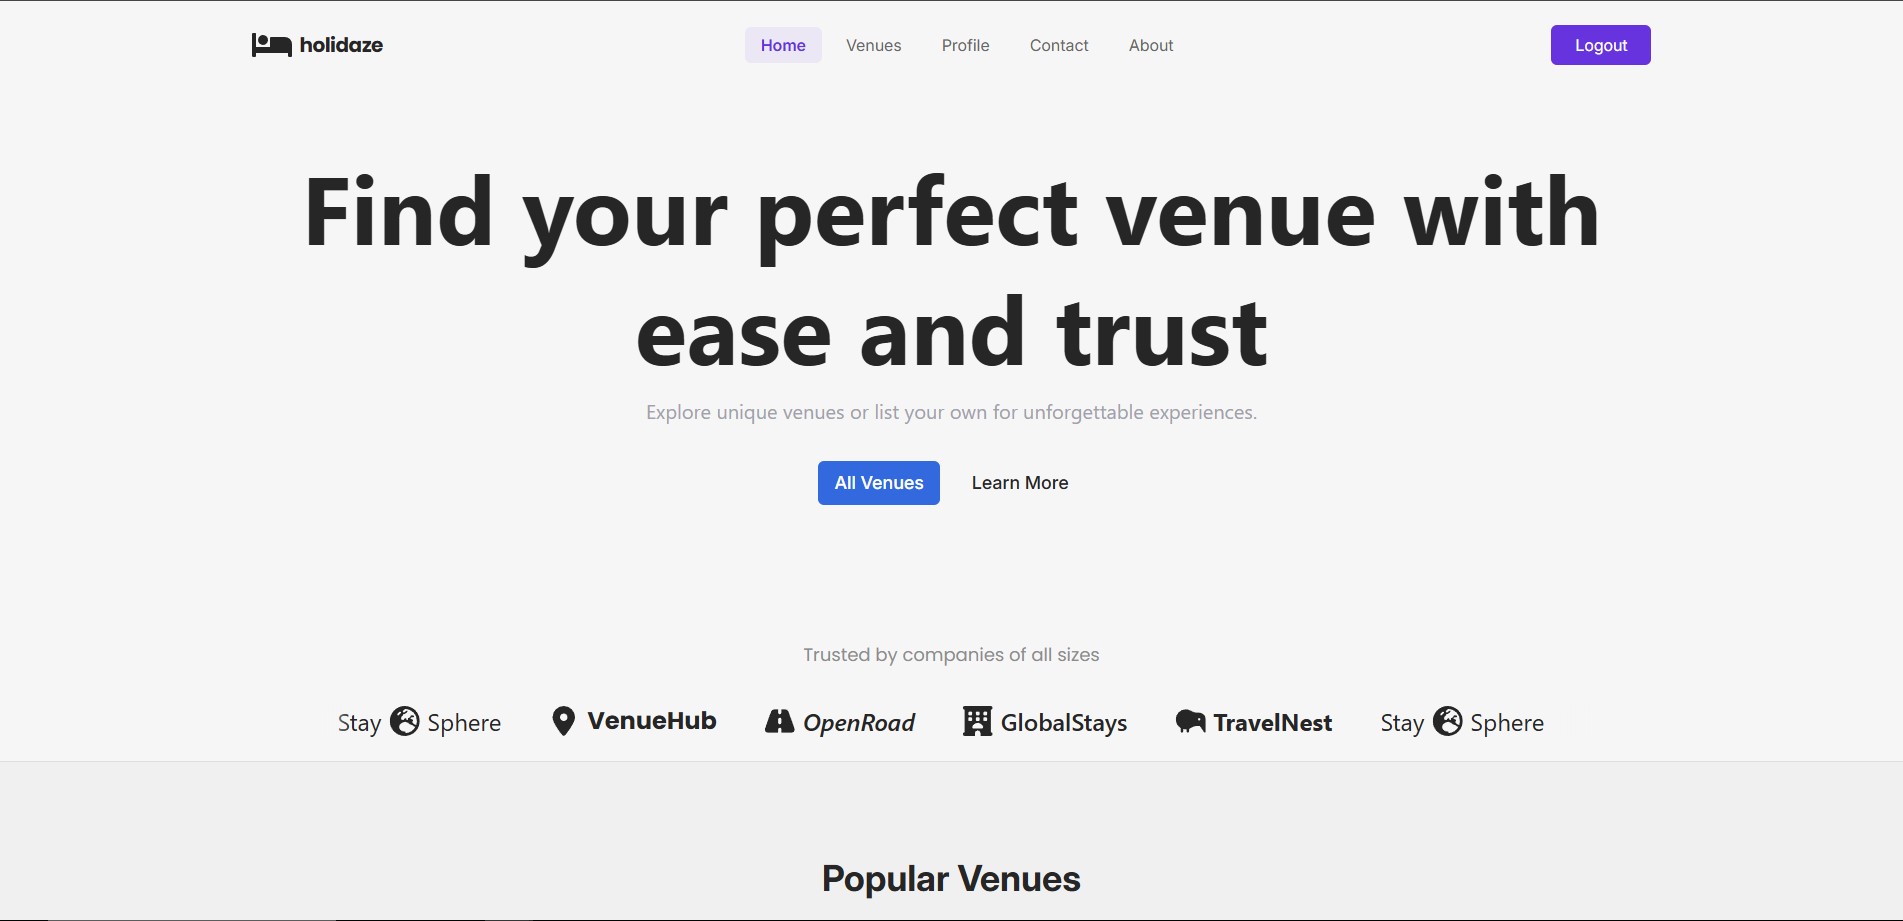 holidaze
Home Venues Profile Contact About
Logout
Find your perfect venue with
ease and trust
Explore unique venues or list your own for unforgettable experiences.
All Venues Learn More
Trusted by companies of all sizes
Stay Sphere VenueHub OpenRoad GlobalStays TravelNest Stay Sphere
Popular Venues